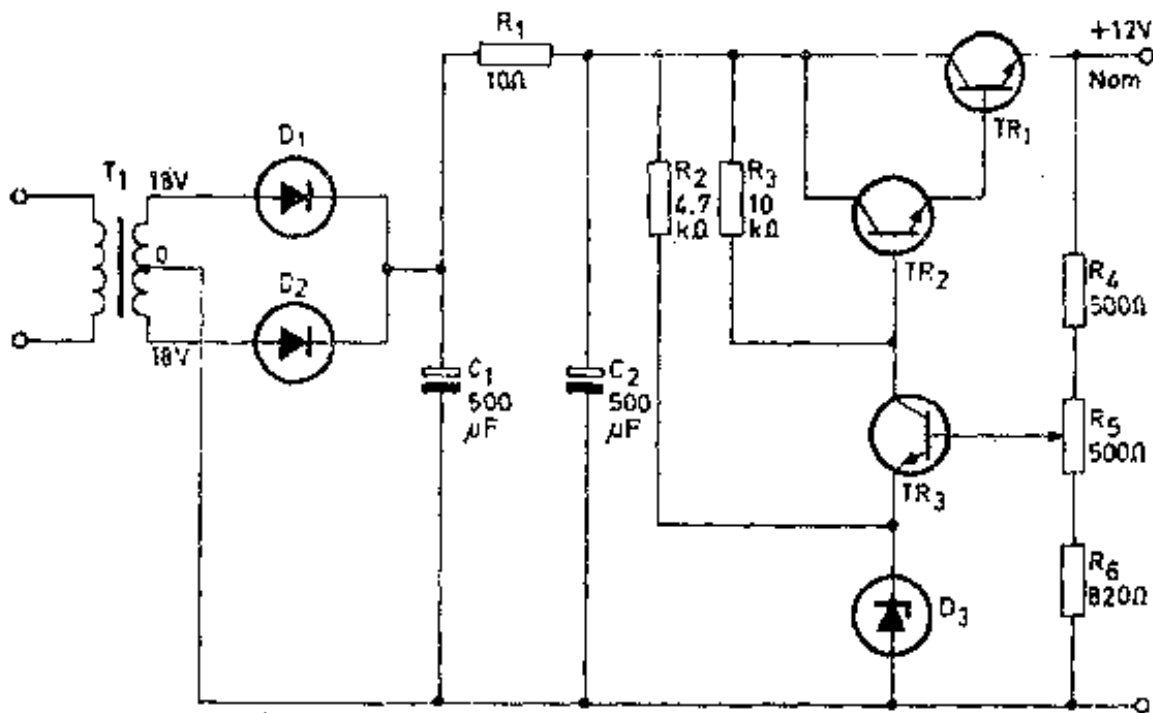 R1
10Ω
+12V
Nom
TR1
D1
T1
18V
0
D2
18V
R2
4.7
kΩ
R3
10
kΩ
TR2
R4
500Ω
C1
500
µF
C2
500
µF
R5
500Ω
TR3
R6
820Ω
D3